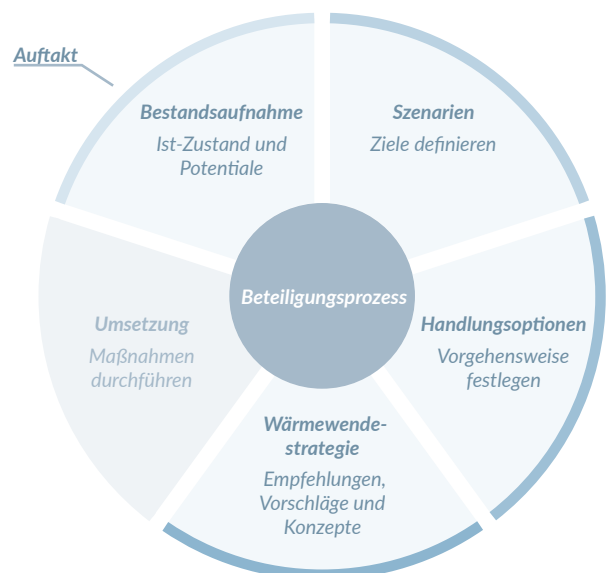 Auftakt
Bestandsaufnahme
Ist-Zustand und
Potentiale
Szenarien
Ziele definieren
Handlungsoptionen
Vorgehensweise
festlegen
Wärmewende-
strategie
Empfehlungen,
Vorschläge und
Konzepte
Umsetzung
Maßnahmen
durchführen
Beteiligungsprozess